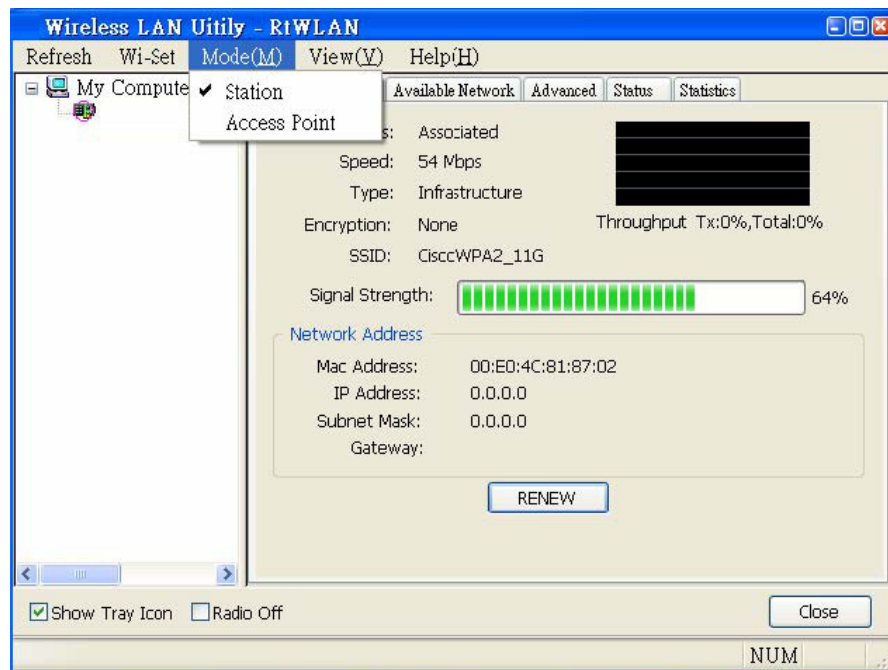 Wireless LAN Uitily - RtWLAN
Refresh Wi-Set Mode(M) View(V) Help(H)
My Compute
Station
Access Point
Available Network Advanced Status Statistics
s: Associated
Speed: 54 Mbps
Type: Infrastructure
Encryption: None
Throughput Tx:0%,Total:0%
SSID: CisccWPA2_11G
Signal Strength: 64%
Network Address
Mac Address: 00:E0:4C:81:87:02
IP Address: 0.0.0.0
Subnet Mask: 0.0.0.0
Gateway:
RENEW
Show Tray Icon Radio Off Close
NUM